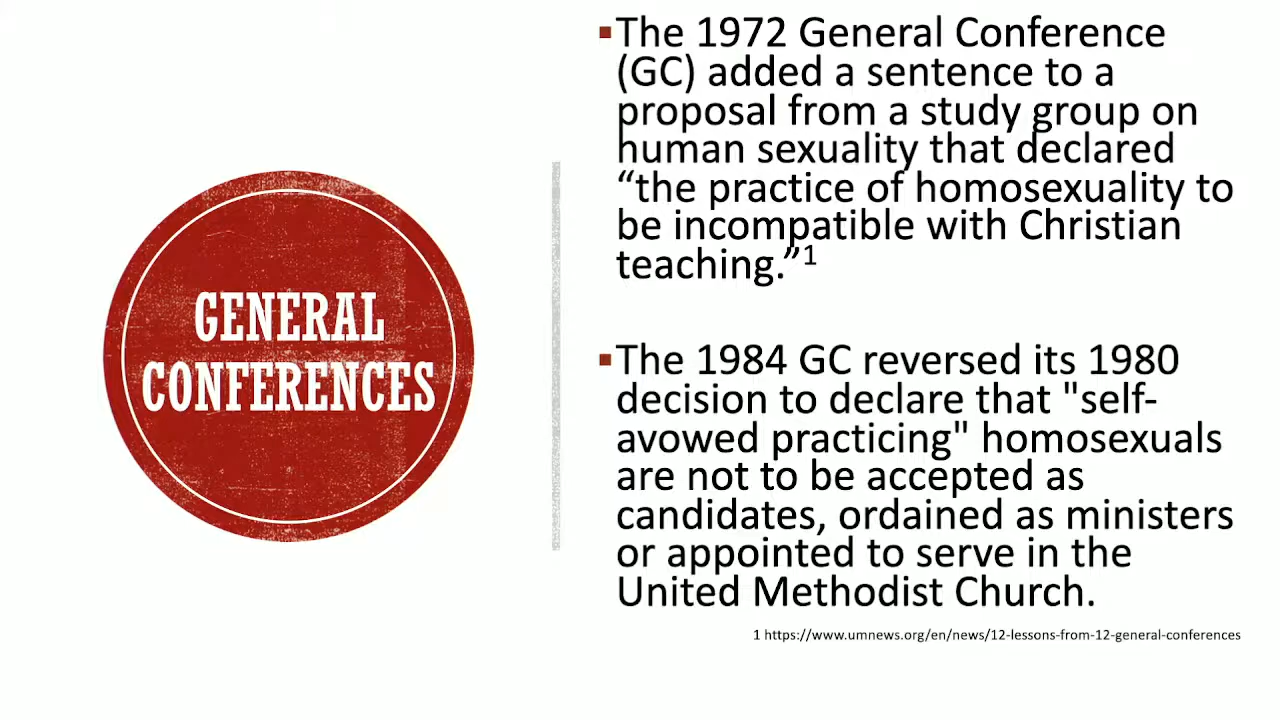 GENERAL
CONFERENCES
▪The 1972 General Conference
(GC) added a sentence to a
proposal from a study group on
human sexuality that declared
“the practice of homosexuality to
be incompatible with Christian
teaching.”1
▪The 1984 GC reversed its 1980
decision to declare that "self-
avowed practicing" homosexuals
are not to be accepted as
candidates, ordained as ministers
or appointed to serve in the
United Methodist Church.
1 https://www.umnews.org/en/news/12-lessons-from-12-general-conferences